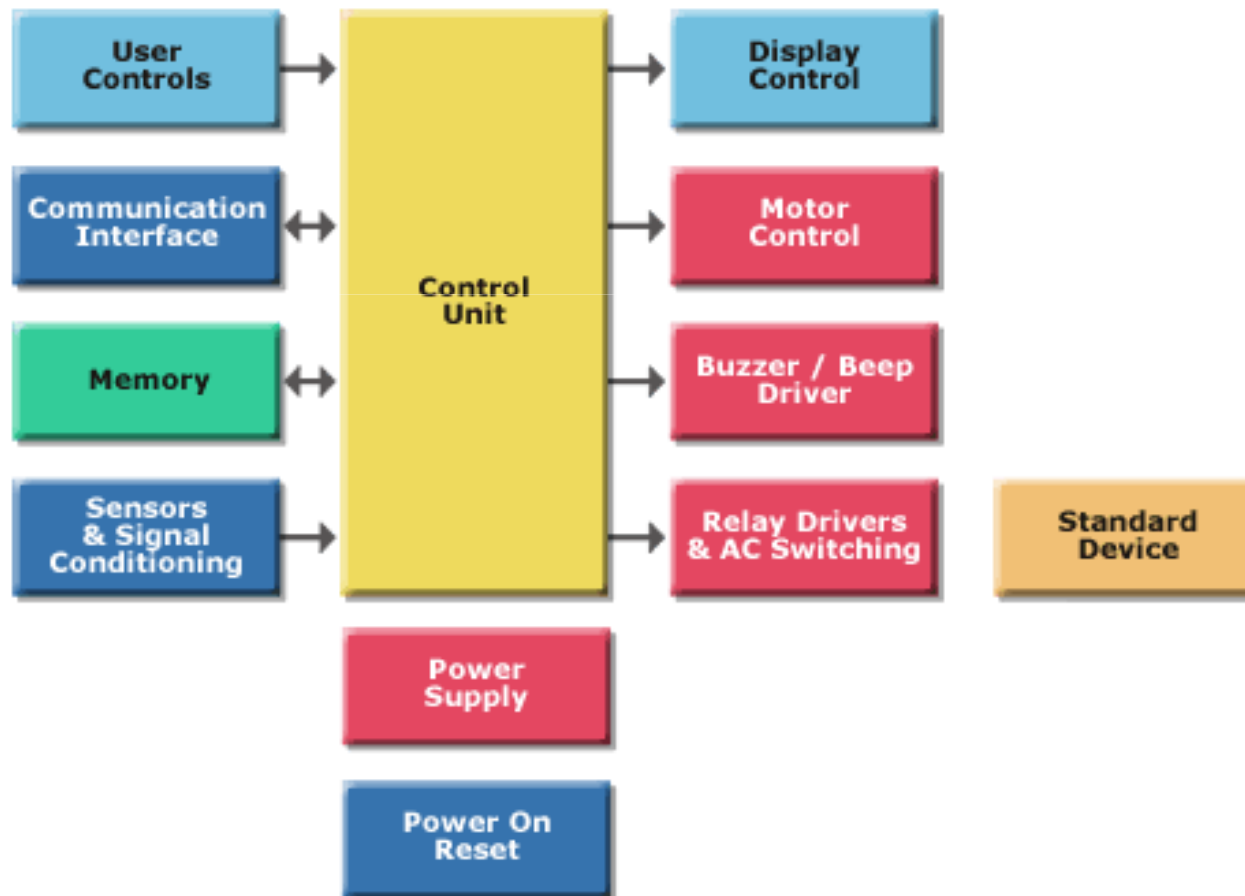 User
Controls
Display
Control
Communication
Interface
Motor
Control
Control
Unit
Memory
Buzzer / Beep
Driver
Sensors
& Signal
Conditioning
Relay Drivers
& AC Switching
Standard
Device
Power
Supply
Power On
Reset